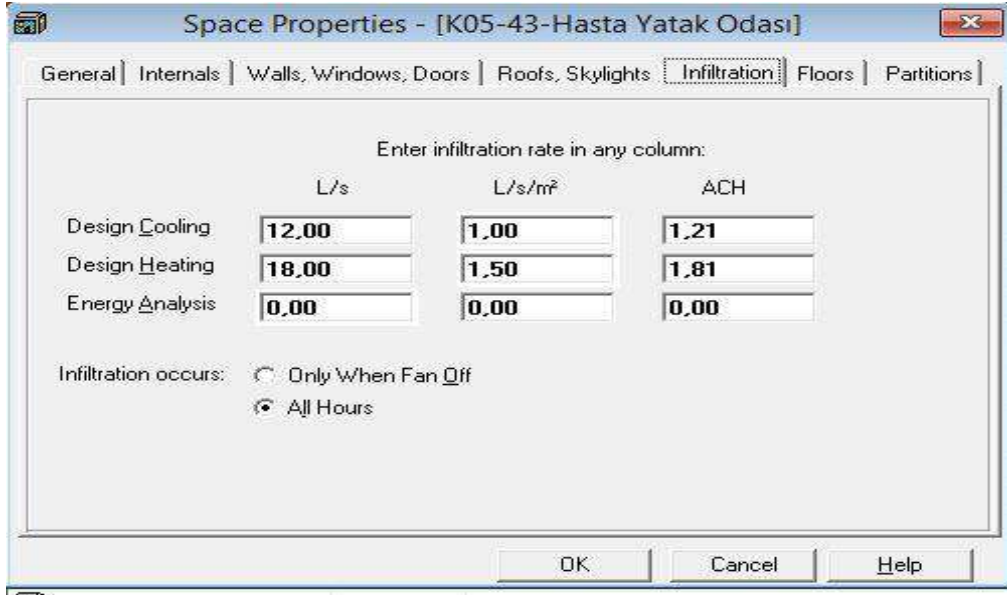 Space Properties - [K05-43-Hasta Yatak Odası]
General Internals Walls, Windows, Doors Roofs, Skylights Infiltration Floors Partitions
Enter infiltration rate in any column:
L/s L/s/m² ACH
Design Cooling 12,00 1,00 1,21
Design Heating 18,00 1,50 1,81
Energy Analysis 0,00 0,00 0,00
Infiltration occurs: Only When Fan Off
All Hours
OK Cancel Help